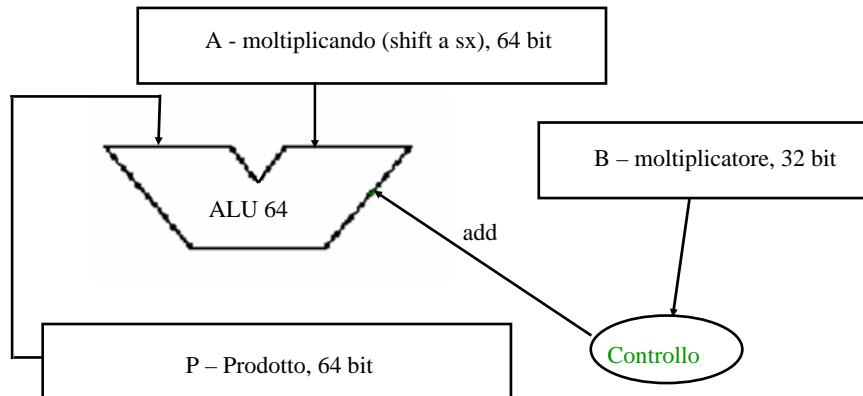 A - moltiplicando (shift a sx), 64 bit
B – moltiplicatore, 32 bit
ALU 64
add
Controllo
P – Prodotto, 64 bit